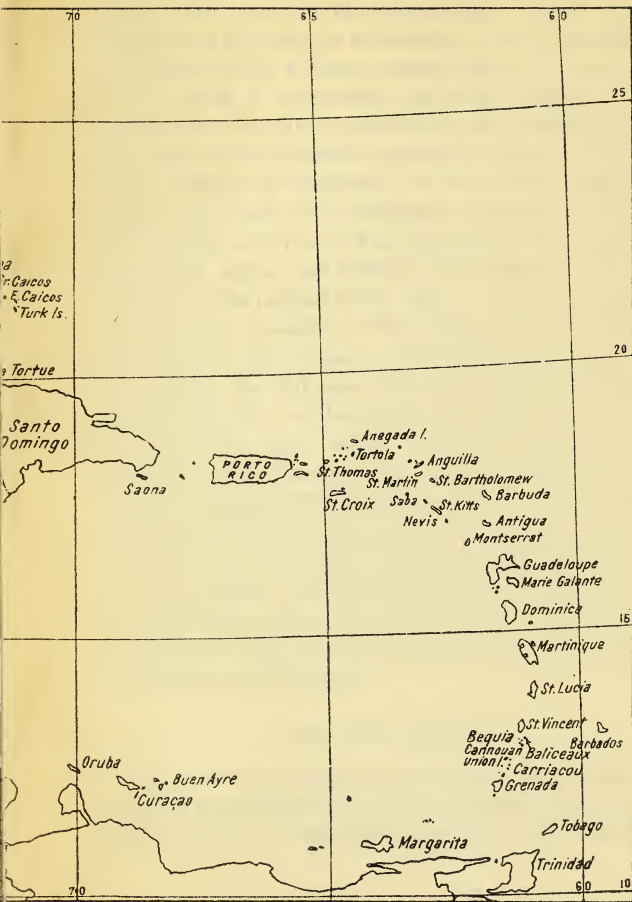 70
65
60
25
r.Caicos
E.Caicos
Turk Is.
20
Tortue
Santo
Domingo
Saona
PORTO
RICO
Anegada I.
Tortola
St. Thomas
St. Croix
Anguilla
St. Martin
St. Bartholomew
Saba
St. Kitts
Barbuda
Nevis
Antigua
Montserrat
Guadeloupe
Marie Galante
Dominica
15
Martinique
St. Lucia
St. Vincent
Bequia
Cannouan
Baliceaux
Union I.
Carriacou
Grenada
Barbados
Oruba
Buen Ayre
Curaçao
Margarita
Tobago
Trinidad
70
60
10